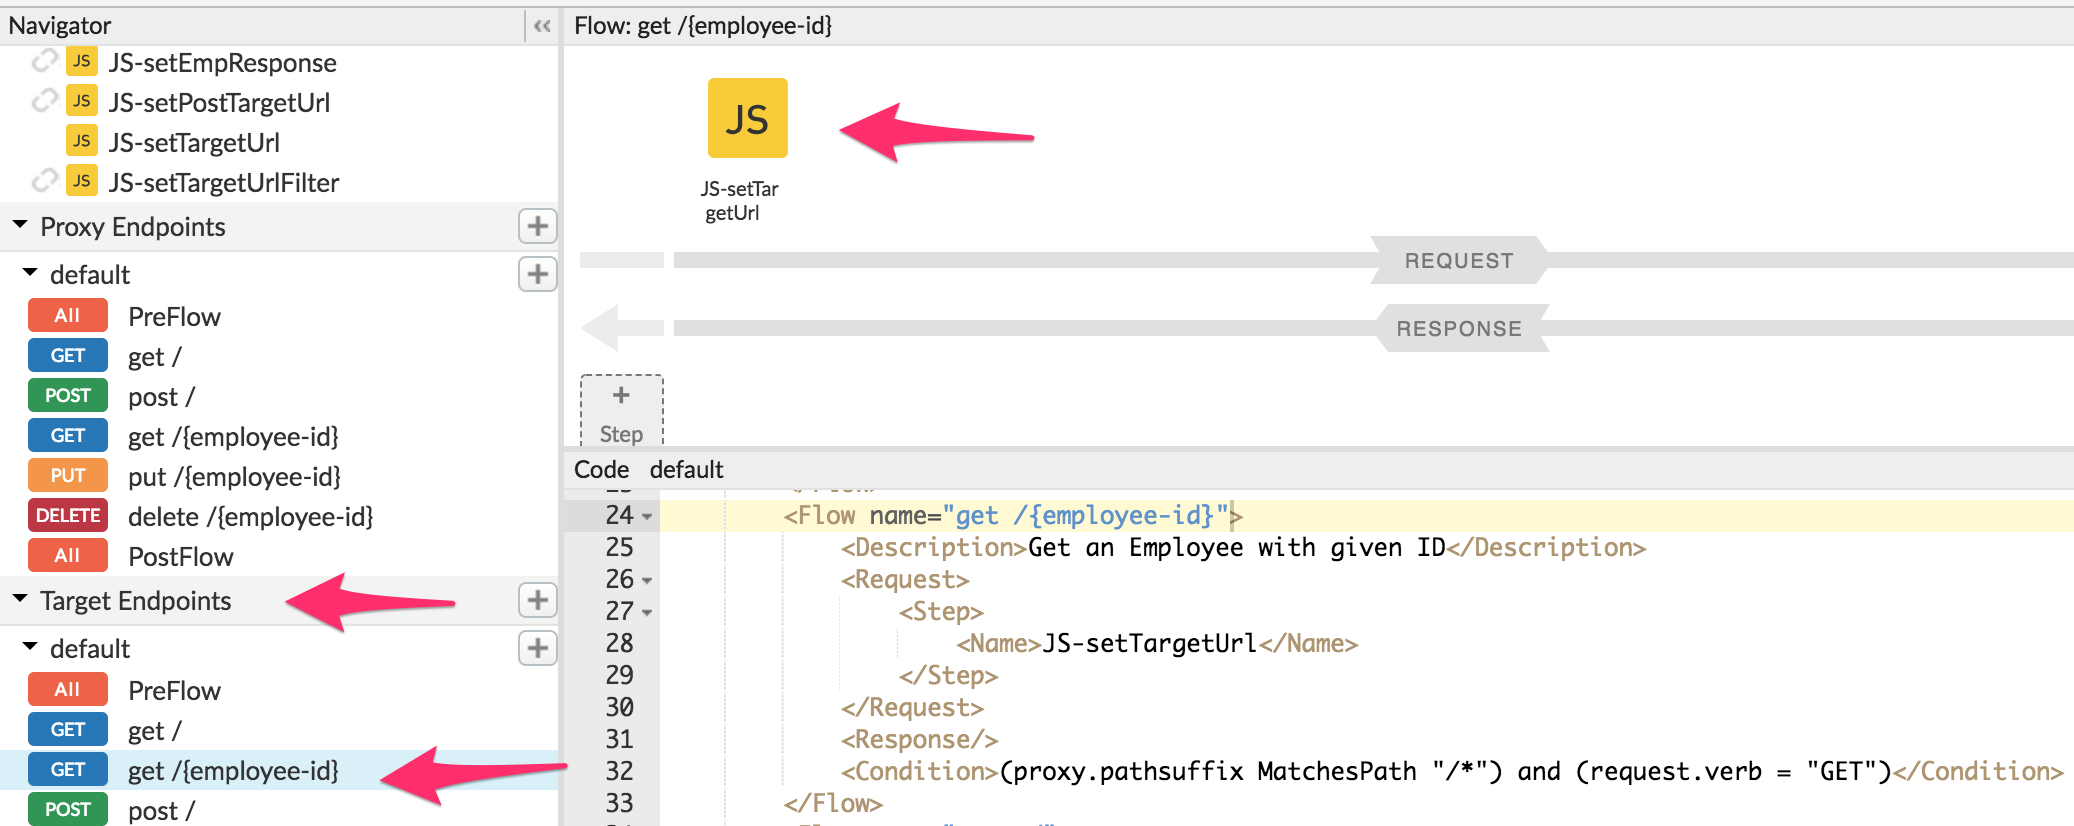 Navigator
JS JS-setEmpResponse
JS JS-setPostTargetUrl
JS JS-setTargetUrl
JS JS-setTargetUrlFilter
Proxy Endpoints
default
All PreFlow
GET get /
POST post /
GET get /{employee-id}
PUT put /{employee-id}
DELETE delete /{employee-id}
All PostFlow
Target Endpoints
default
All PreFlow
GET get /
GET get /{employee-id}
POST post /
Flow: get /{employee-id}
JS
JS-setTar
getUrl
REQUEST
RESPONSE
+
Step
Code default
24 <Flow name="get /{employee-id}">
25 <Description>Get an Employee with given ID</Description>
26 <Request>
27 <Step>
28 <Name>JS-setTargetUrl</Name>
29 </Step>
30 </Request>
31 <Response/>
32 <Condition>(proxy.pathsuffix MatchesPath "/*") and (request.verb = "GET")</Condition>
33 </Flow>